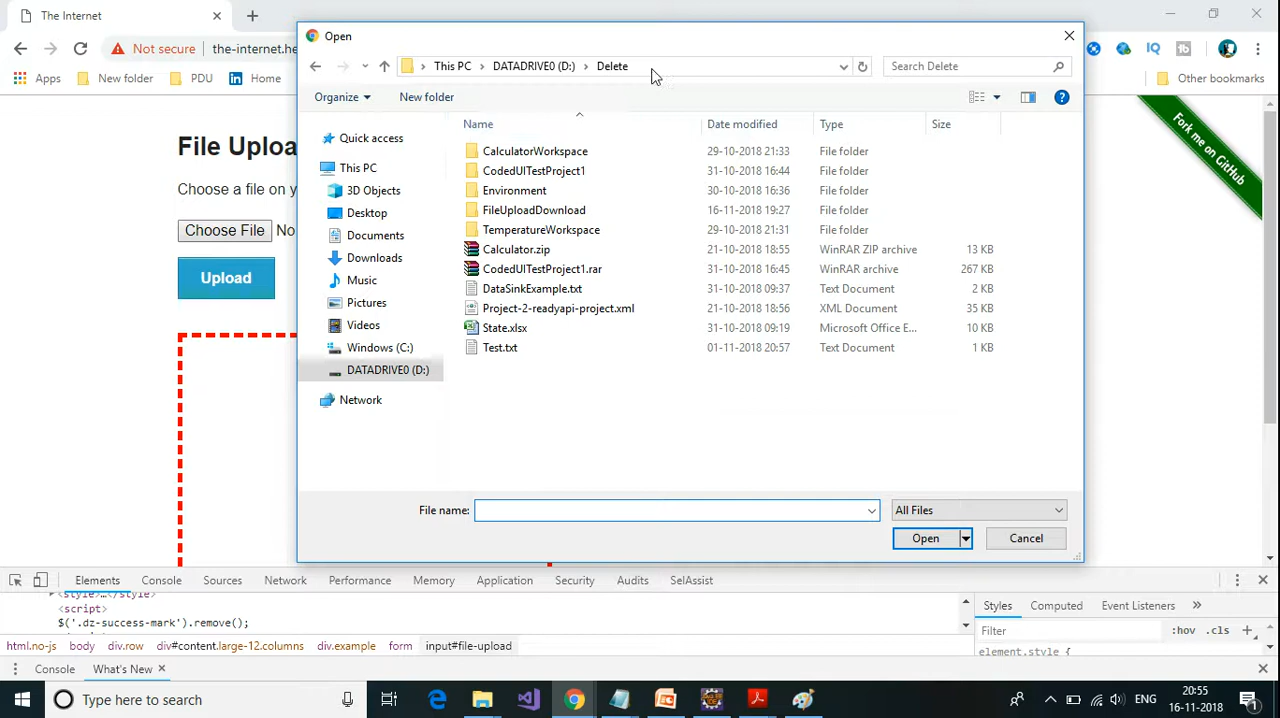 The Internet
Not secure
the-internet.he
Apps
New folder
PDU
Home
IQ
Other bookmarks
File Uploa
Choose a file on y
Choose File
No
Upload
Fork me on GitHub
Open
This PC
DATADRIVE0 (D:)
Delete
Search Delete
Organize
New folder
Name
Date modified
Type
Size
Quick access
This PC
3D Objects
Desktop
Documents
Downloads
Music
Pictures
Videos
Windows (C:)
DATADRIVE0 (D:)
Network
CalculatorWorkspace 29-10-2018 21:33 File folder
CodedUITestProject1 31-10-2018 16:44 File folder
Environment 30-10-2018 16:36 File folder
FileUploadDownload 16-11-2018 19:27 File folder
TemperatureWorkspace 29-10-2018 21:31 File folder
Calculator.zip 21-10-2018 18:55 WinRAR ZIP archive 13 KB
CodedUITestProject1.rar 31-10-2018 16:45 WinRAR archive 267 KB
DataSinkExample.txt 31-10-2018 09:37 Text Document 2 KB
Project-2-readyapi-project.xml 21-10-2018 18:56 XML Document 35 KB
State.xlsx 31-10-2018 09:19 Microsoft Office E... 10 KB
Test.txt 01-11-2018 20:57 Text Document 1 KB
File name:
All Files
Open
Cancel
Elements Console Sources Network Performance Memory Application Security Audits SelAssist
<style>…</style>
<script>
$('.dz-success-mark').remove();
html.no-js body div.row div#content.large-12.columns div.example form input#file-upload
Styles Computed Event Listeners »
Filter :hov .cls +
element.style {
Console What's New
Type here to search
ENG
20:55
16-11-2018
1